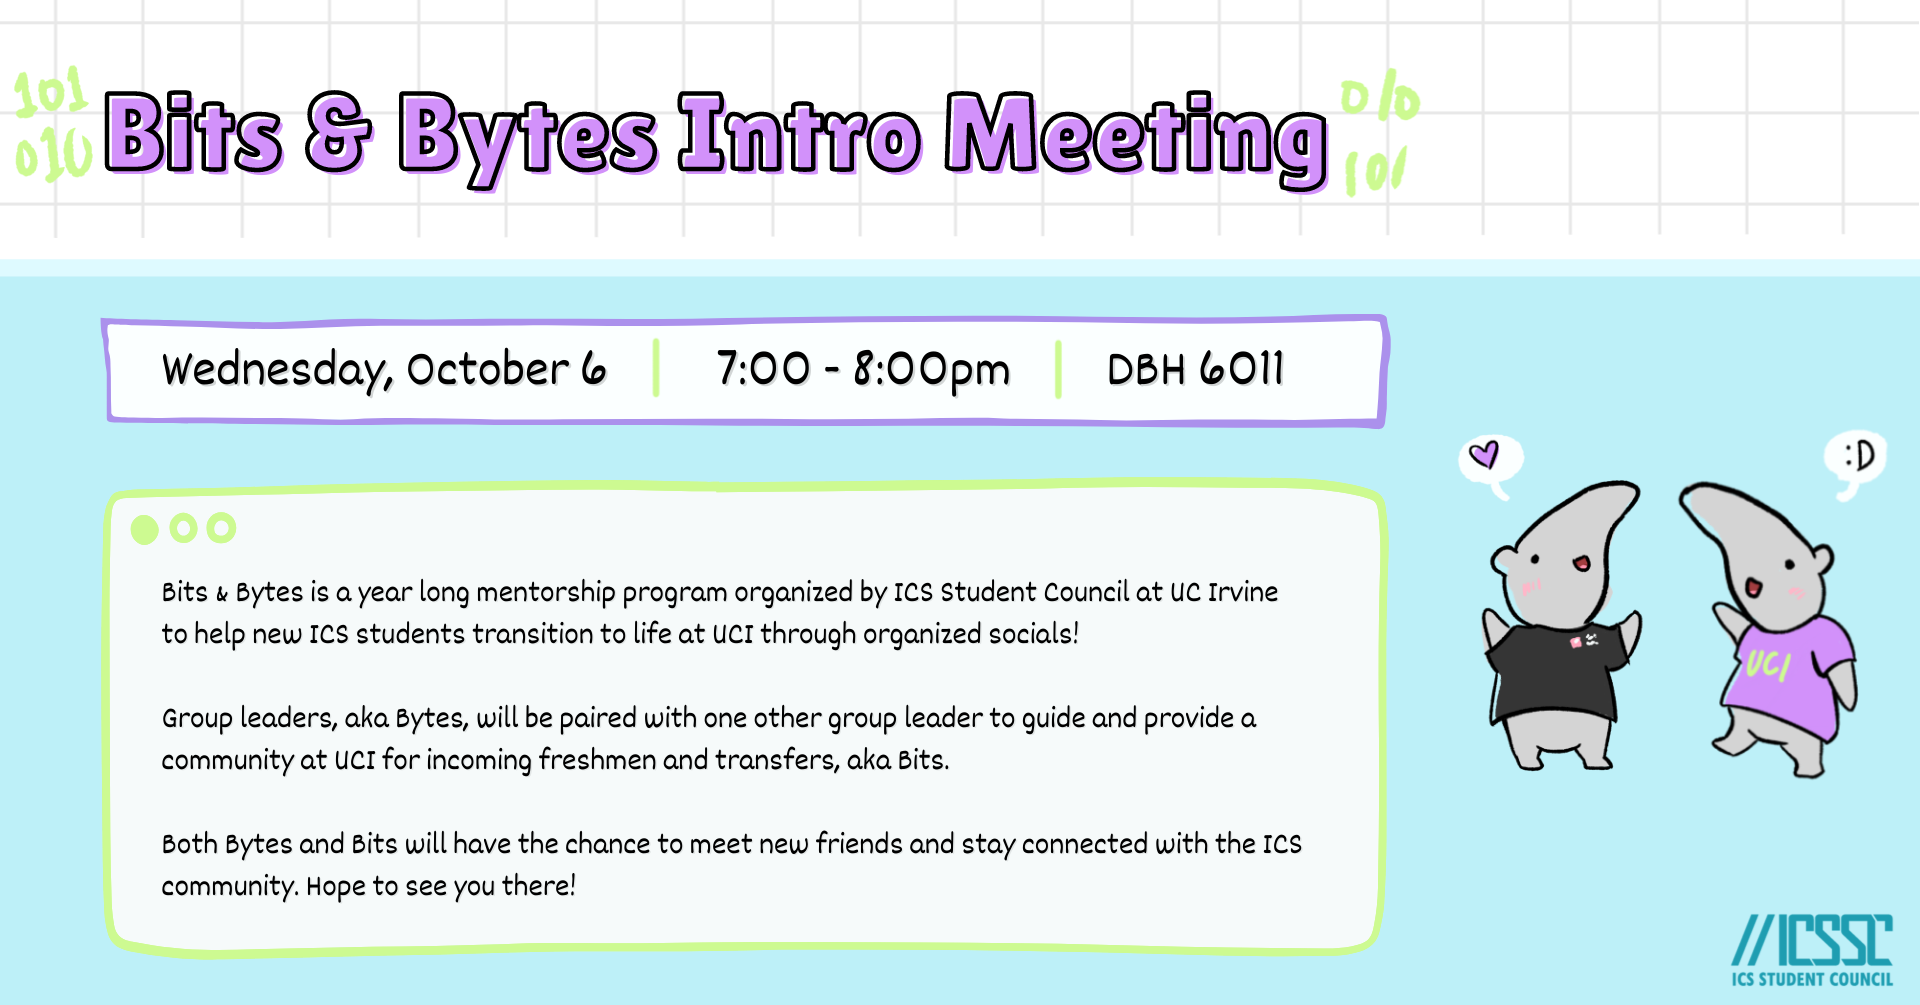 101
010
Bits & Bytes Intro Meeting
010
101
Wednesday, October 6
7:00 - 8:00pm
DBH 6011
:D
Bits & Bytes is a year long mentorship program organized by ICS Student Council at UC Irvine
to help new ICS students transition to life at UCI through organized socials!
Group leaders, aka Bytes, will be paired with one other group leader to guide and provide a
community at UCI for incoming freshmen and transfers, aka Bits.
Both Bytes and Bits will have the chance to meet new friends and stay connected with the ICS
community. Hope to see you there!
UCI
//ICSSC
ICS STUDENT COUNCIL